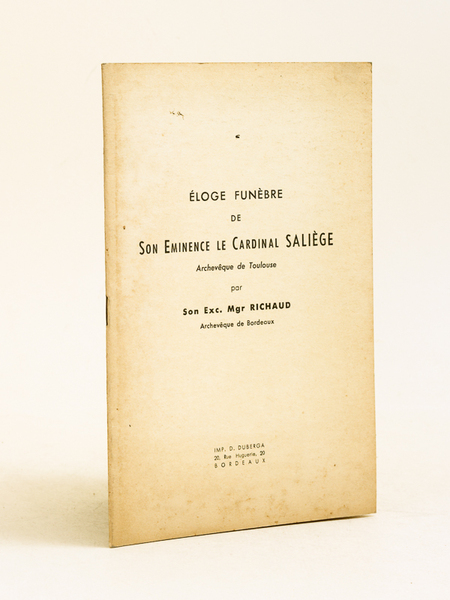 ÉLOGE FUNÈBRE
DE
SON EMINENCE LE CARDINAL SALIÈGE
Archevêque de Toulouse
par
Son Exc. Mgr RICHAUD
Archevêque de Bordeaux
IMP. D. DUBERGA
20, Rue Huguerie, 20
BORDEAUX